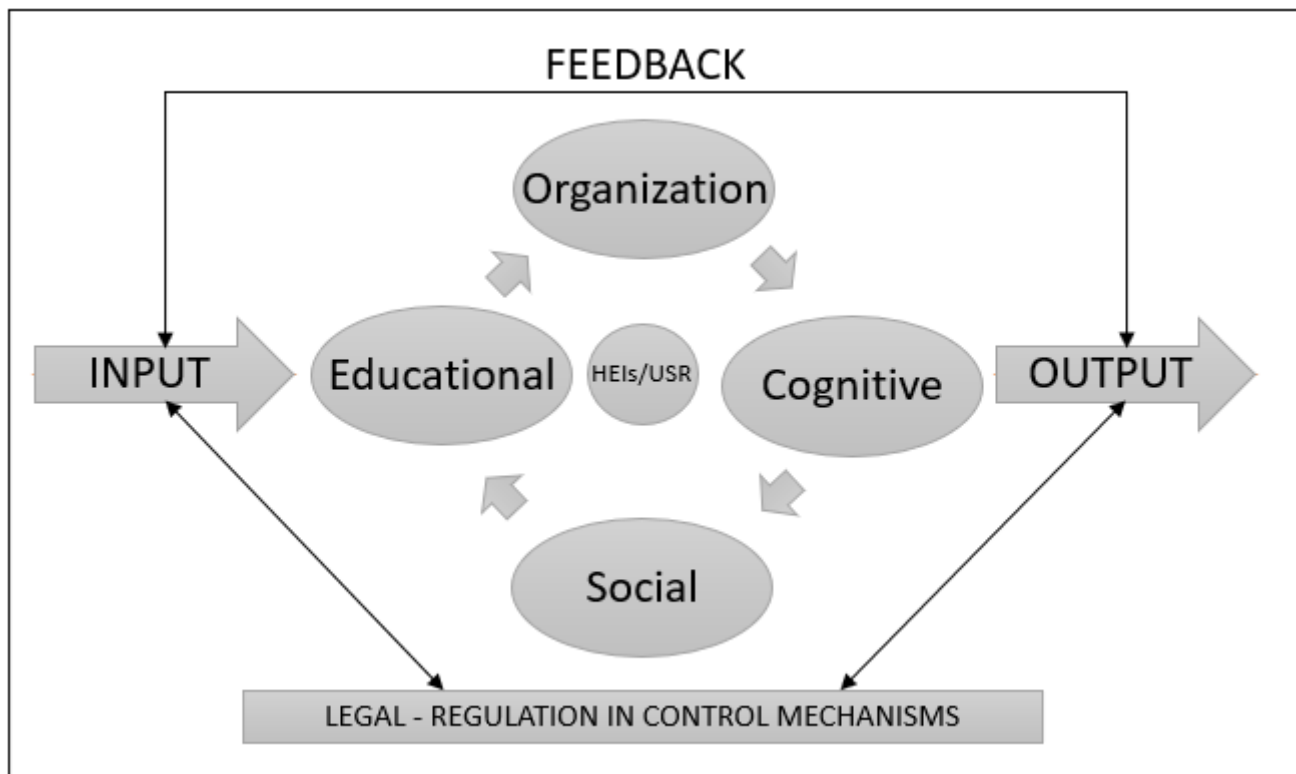 FEEDBACK
Organization
INPUT
Educational
HEIs/USR
Cognitive
OUTPUT
Social
LEGAL - REGULATION IN CONTROL MECHANISMS